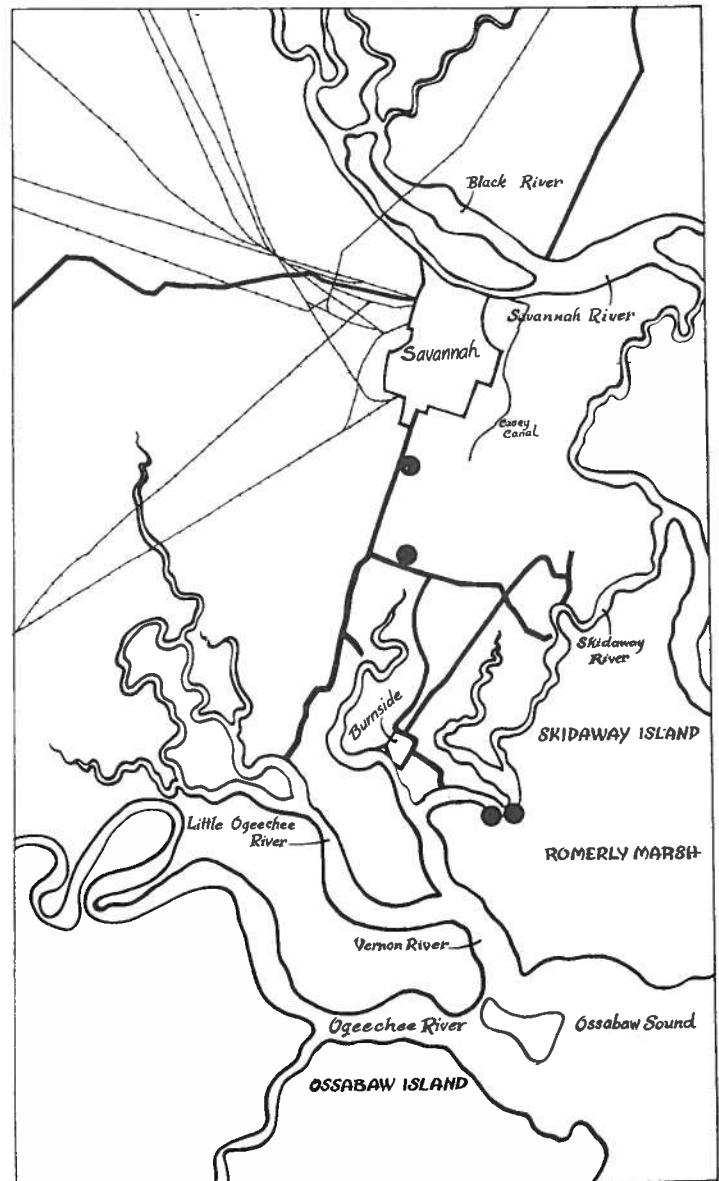 Black River
Savannah River
Savannah
Casey
Canal
Skidaway
River
Burnside
SKIDAWAY ISLAND
Little Ogeechee
River
ROMERLY MARSH
Vernon River
Ogeechee River
Ossabaw Sound
OSSABAW ISLAND